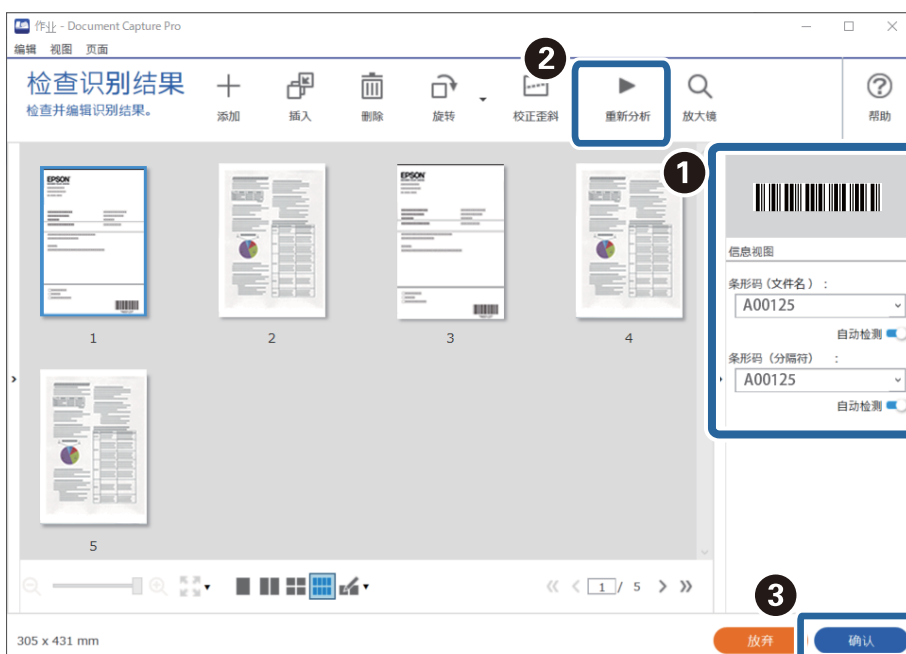 作业 - Document Capture Pro
编辑 视图 页面
检查识别结果
检查并编辑识别结果。
添加
插入
删除
旋转
2
校正歪斜
重新分析
放大镜
帮助
1
EPSON
EPSON
1
2
3
4
5
信息视图
条形码（文件名）：
A00125
自动检测
条形码（分隔符） :
A00125
自动检测
1 / 5
3
305 x 431 mm
放弃
确认